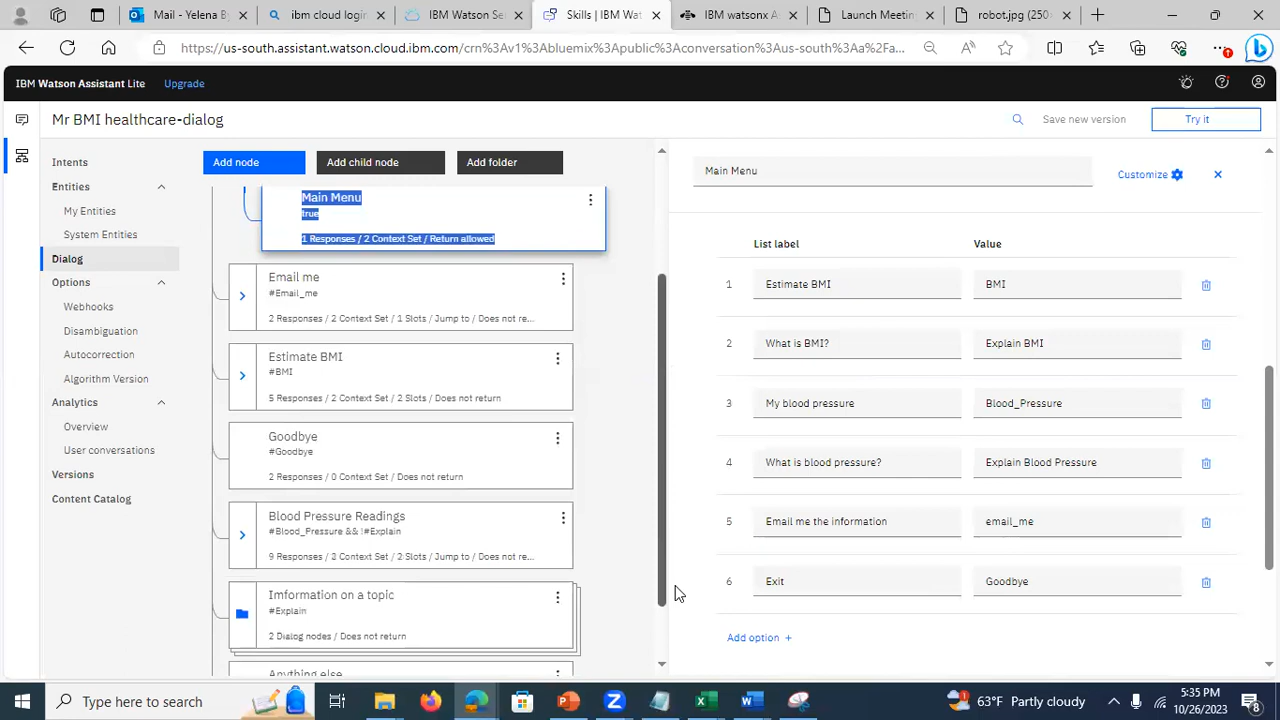 Mail - Yelena B
ibm cloud login
IBM Watson Se
Skills | IBM Wat
IBM watsonx A
Launch Meetin
robot.jpg (250×
https://us-south.assistant.watson.cloud.ibm.com/crn%3Av1%3Abluemix%3Apublic%3Aconversation%3Aus-south%3Aa%2Fa...
IBM Watson Assistant Lite
Upgrade
Mr BMI healthcare-dialog
Save new version
Try it
Intents
Entities
My Entities
System Entities
Dialog
Options
Webhooks
Disambiguation
Autocorrection
Algorithm Version
Analytics
Overview
User conversations
Versions
Content Catalog
Add node
Add child node
Add folder
Main Menu
true
1 Responses / 2 Context Set / Return allowed
Email me
#Email_me
2 Responses / 2 Context Set / 1 Slots / Jump to / Does not re...
Estimate BMI
#BMI
5 Responses / 2 Context Set / 2 Slots / Does not return
Goodbye
#Goodbye
2 Responses / 0 Context Set / Does not return
Blood Pressure Readings
#Blood_Pressure && !#Explain
9 Responses / 2 Context Set / 2 Slots / Jump to / Does not re...
Imformation on a topic
#Explain
2 Dialog nodes / Does not return
Anything else
Main Menu
Customize
List label Value
1 Estimate BMI BMI
2 What is BMI? Explain BMI
3 My blood pressure Blood_Pressure
4 What is blood pressure? Explain Blood Pressure
5 Email me the information email_me
6 Exit Goodbye
Add option +
Type here to search
63°F Partly cloudy
5:35 PM
10/26/2023
8